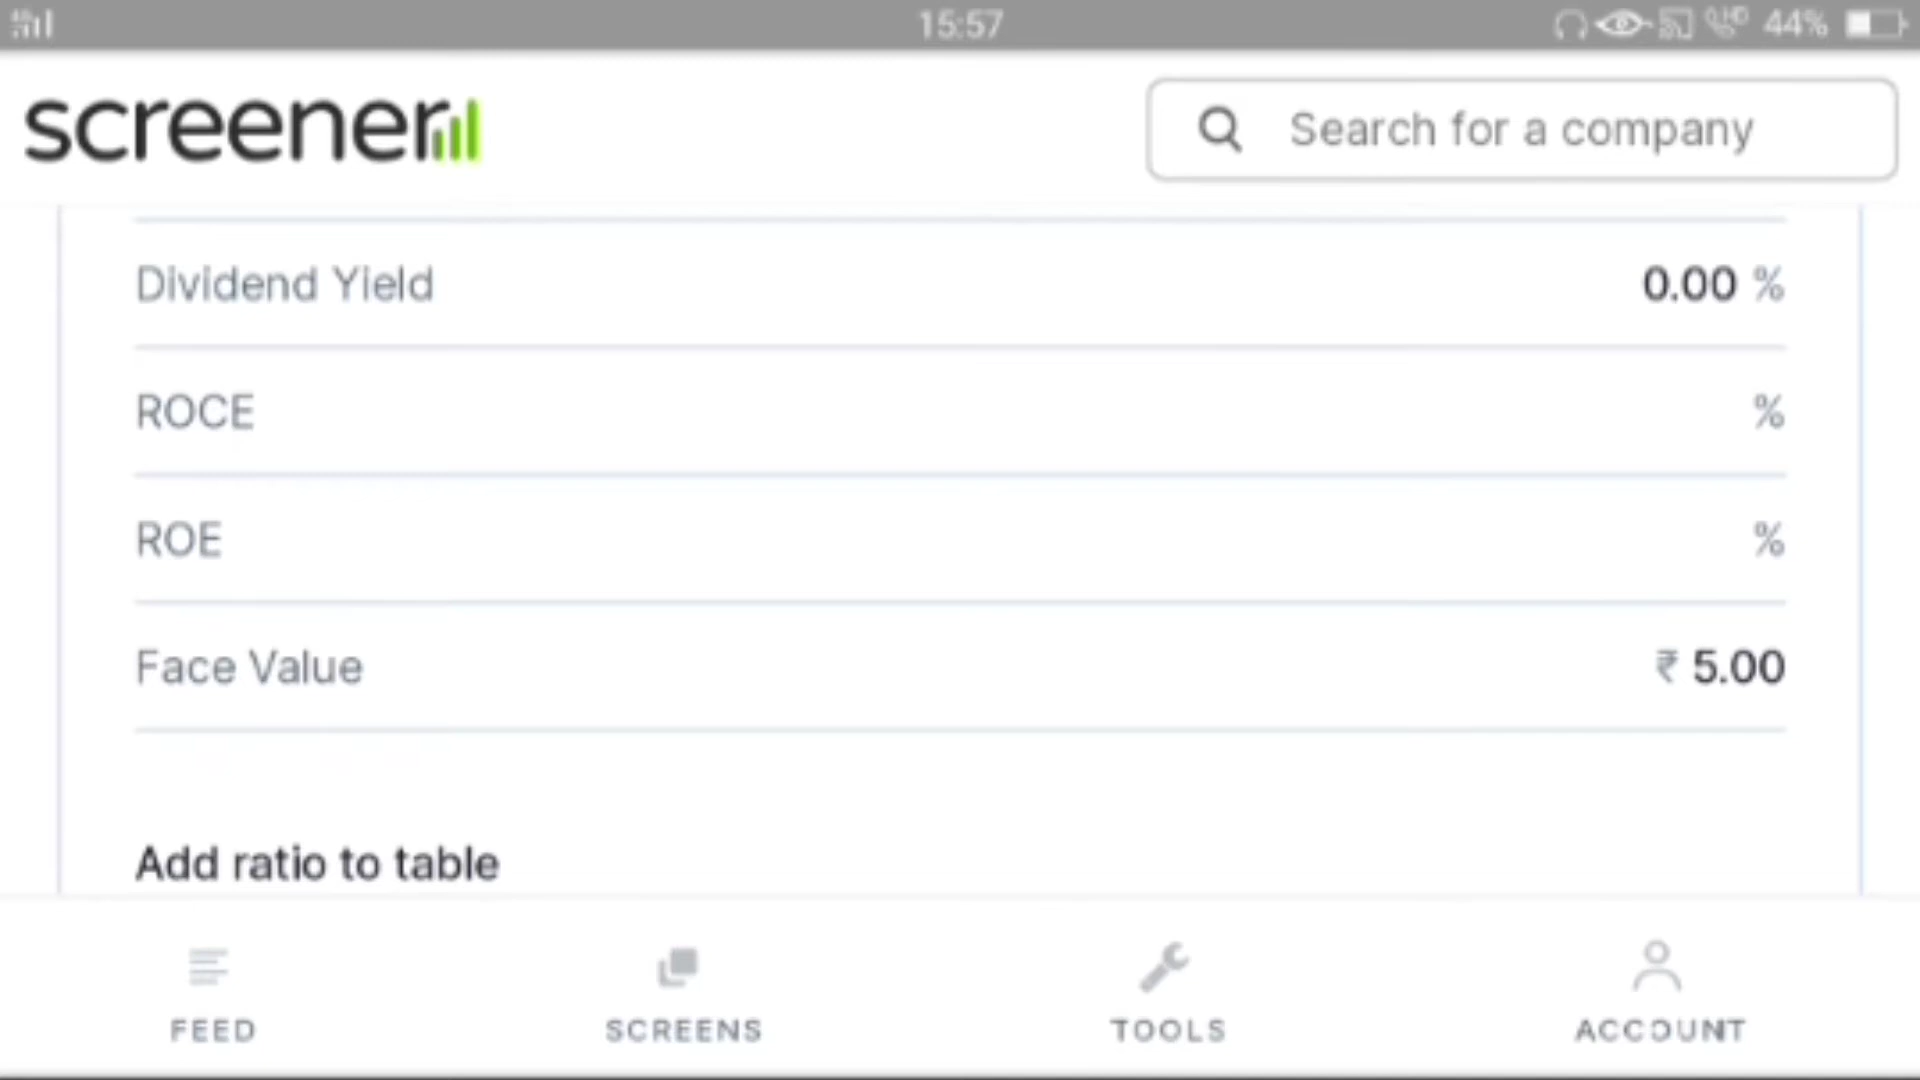 15:57
44%
screener
Search for a company
Dividend Yield 0.00 %
ROCE %
ROE %
Face Value ₹ 5.00
Add ratio to table
FEED SCREENS TOOLS ACCOUNT